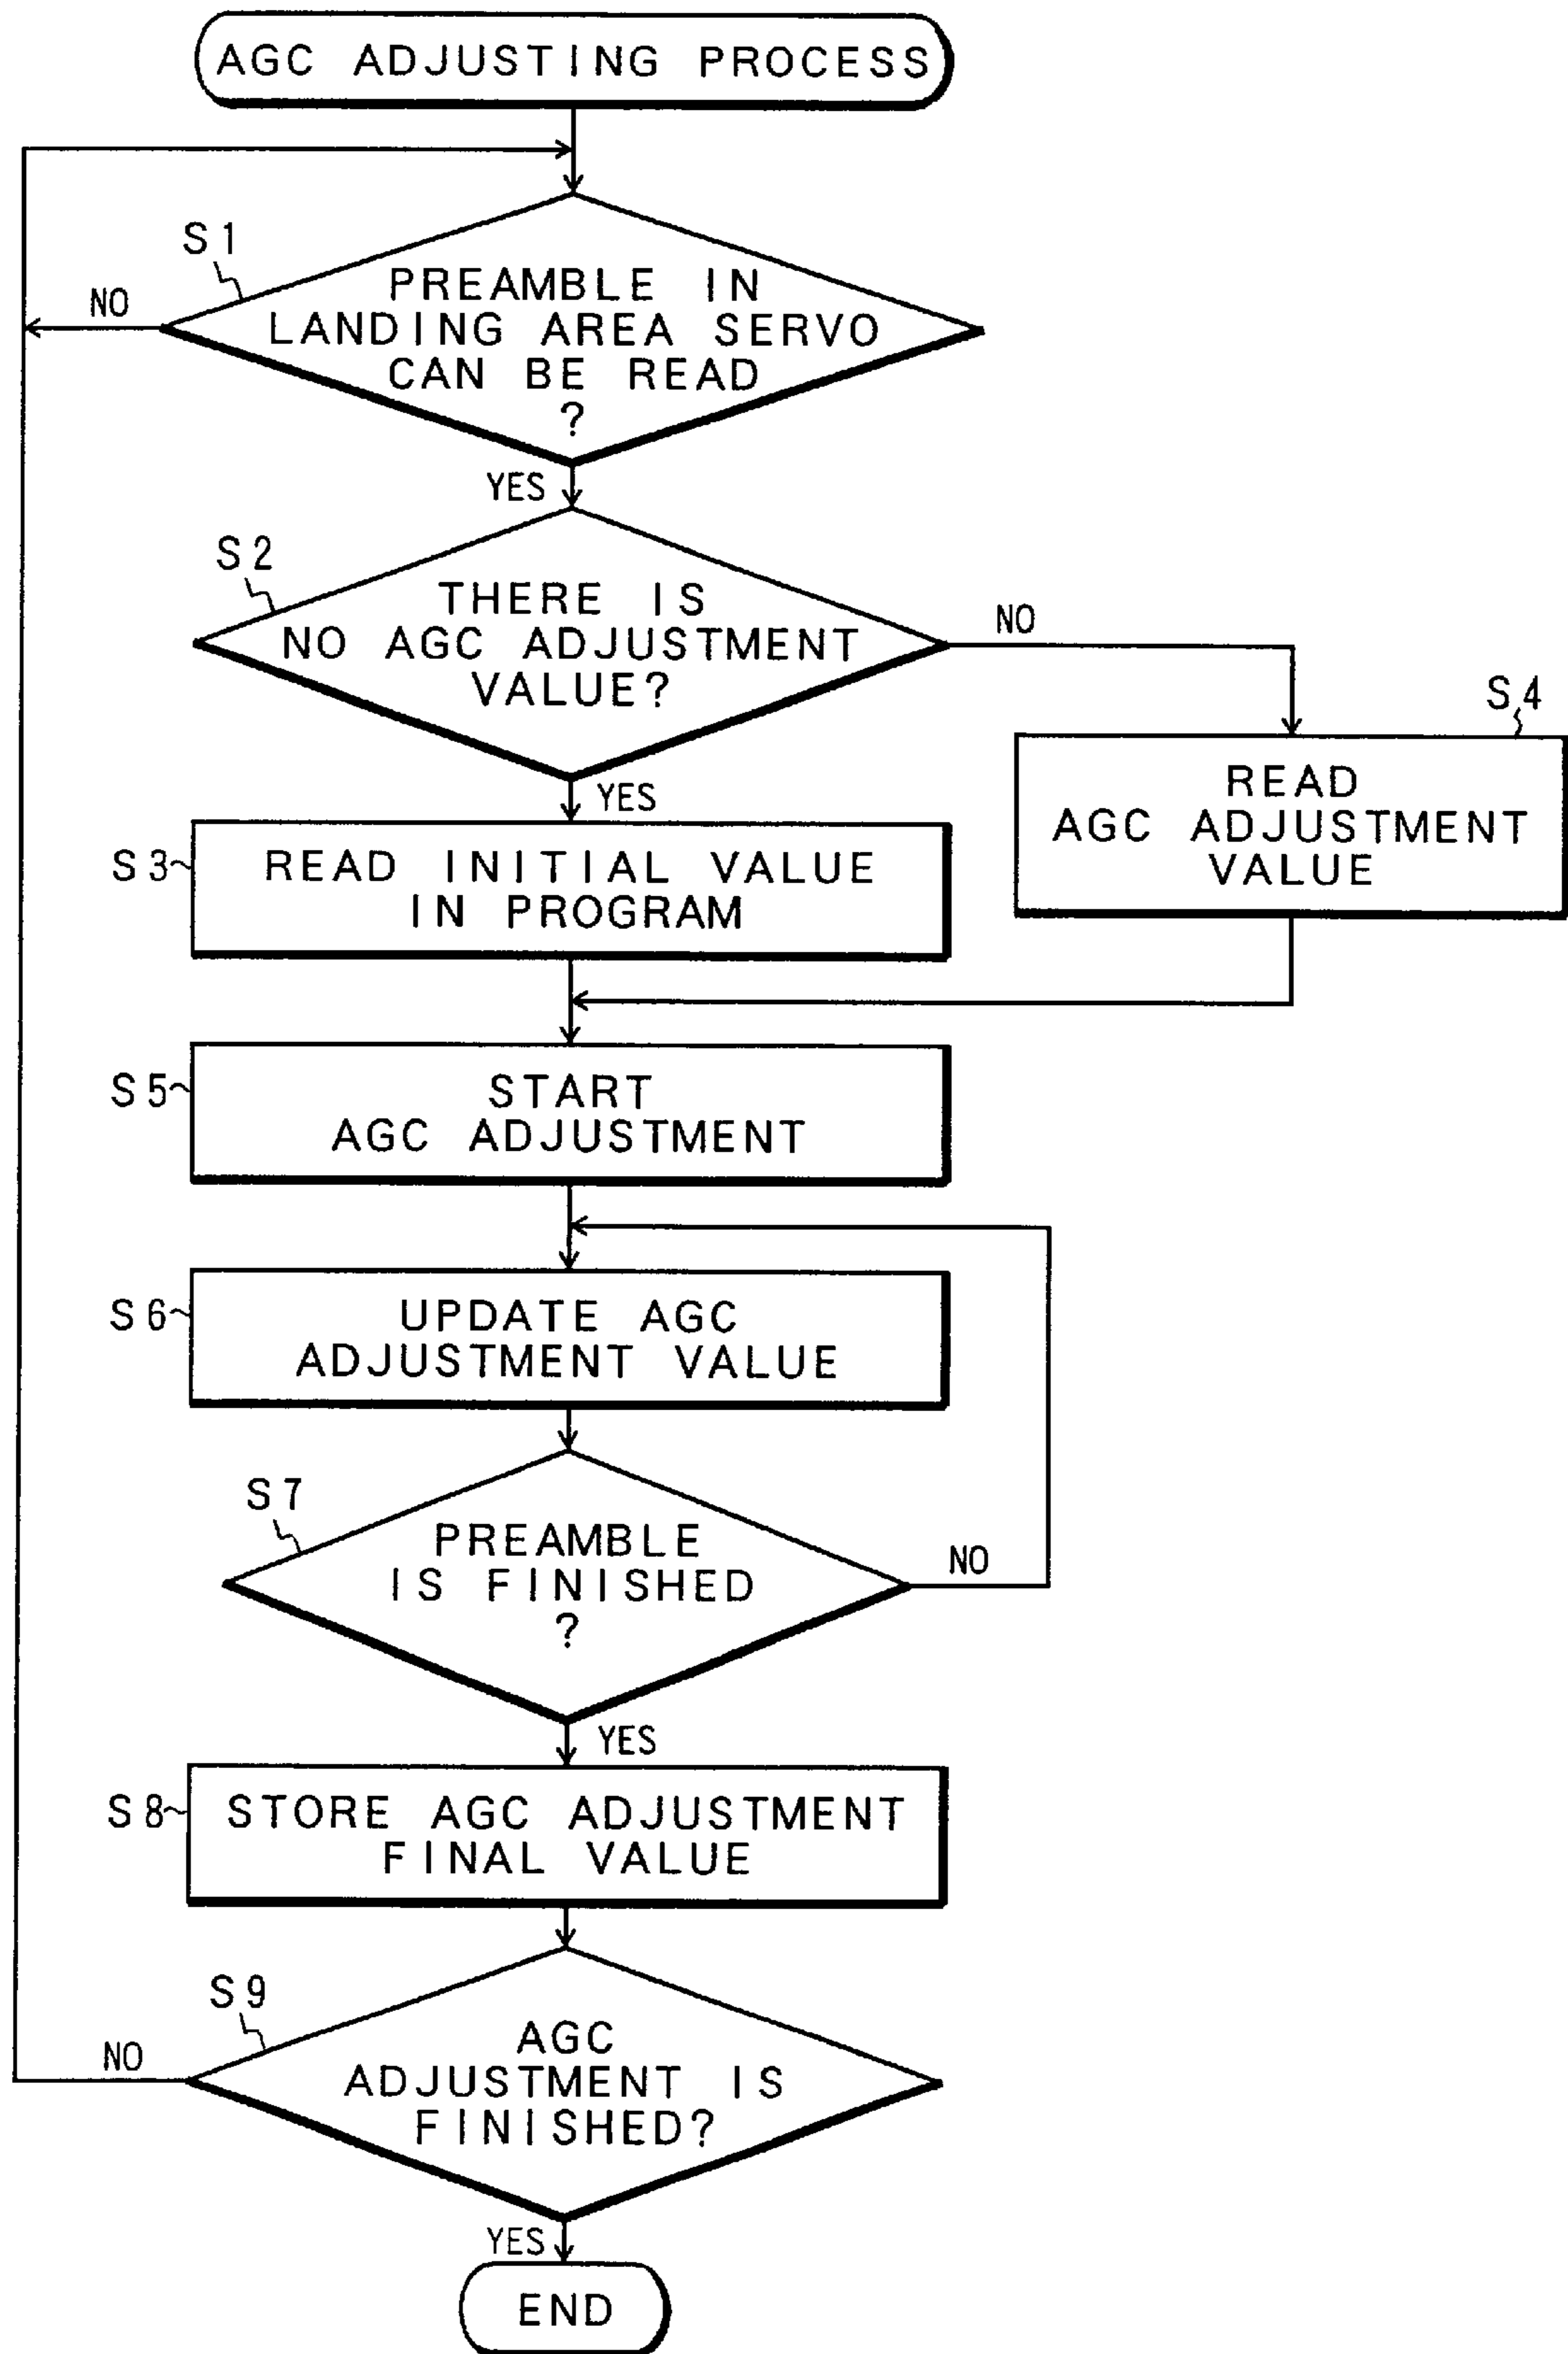 AGC ADJUSTING PROCESS
S1
PREAMBLE IN
LANDING AREA SERVO
CAN BE READ
?
NO
YES
S2
THERE IS
NO AGC ADJUSTMENT
VALUE?
NO
YES
S4
READ
AGC ADJUSTMENT
VALUE
S3
READ INITIAL VALUE
IN PROGRAM
S5
START
AGC ADJUSTMENT
S6
UPDATE AGC
ADJUSTMENT VALUE
S7
PREAMBLE
IS FINISHED
?
NO
YES
S8
STORE AGC ADJUSTMENT
FINAL VALUE
S9
AGC
ADJUSTMENT IS
FINISHED?
NO
YES
END